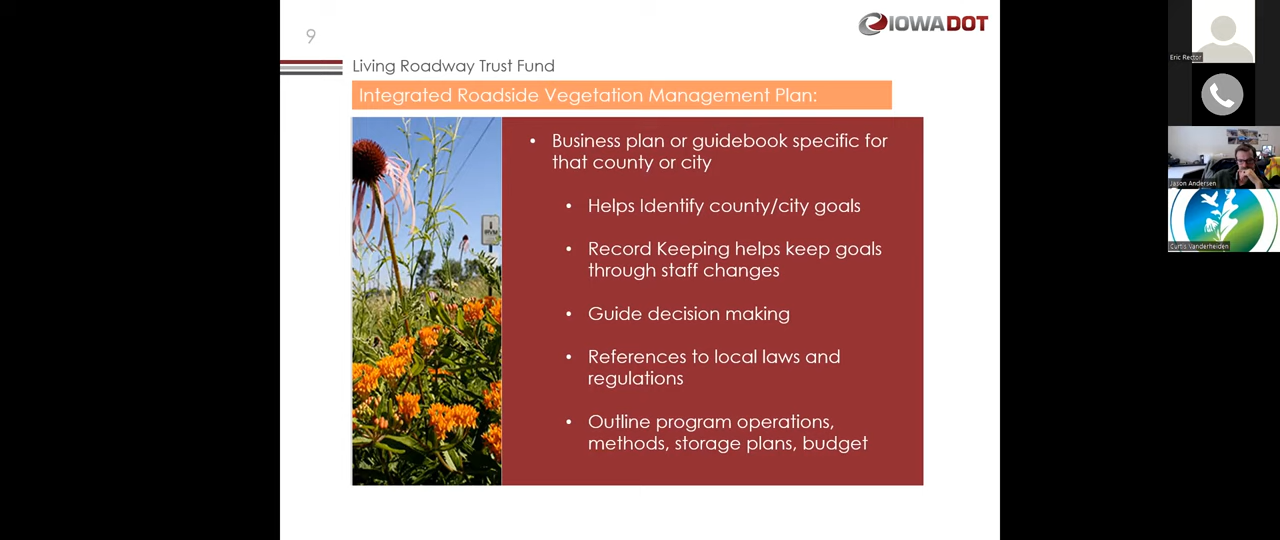 9
IOWADOT
Living Roadway Trust Fund
Integrated Roadside Vegetation Management Plan:
• Business plan or guidebook specific for
that county or city
• Helps Identify county/city goals
• Record Keeping helps keep goals
through staff changes
• Guide decision making
• References to local laws and
regulations
• Outline program operations,
methods, storage plans, budget
IRVM
Eric Rector
Jason Andersen
Curtis Vanderheiden